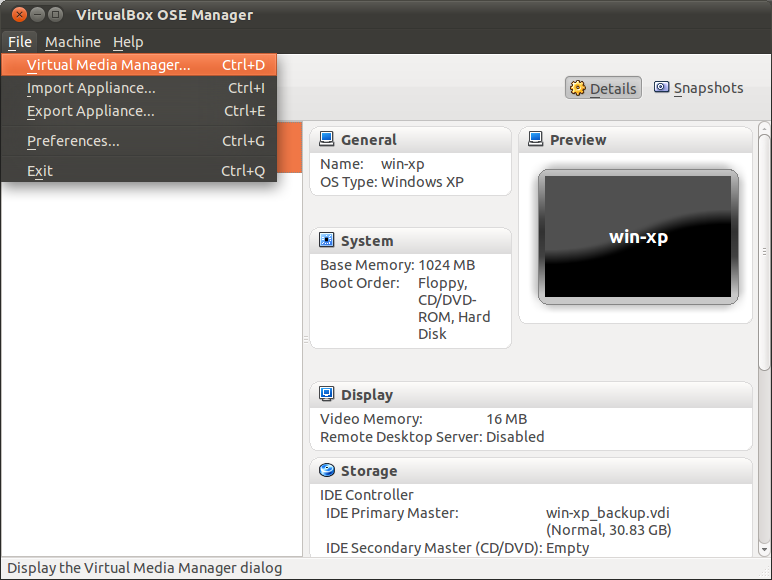 VirtualBox OSE Manager
File Machine Help
Virtual Media Manager... Ctrl+D
Import Appliance... Ctrl+I
Export Appliance... Ctrl+E
Preferences... Ctrl+G
Exit Ctrl+Q
Details Snapshots
General
Name: win-xp
OS Type: Windows XP
Preview
win-xp
System
Base Memory: 1024 MB
Boot Order: Floppy,
CD/DVD-
ROM, Hard
Disk
Display
Video Memory: 16 MB
Remote Desktop Server: Disabled
Storage
IDE Controller
IDE Primary Master: win-xp_backup.vdi
(Normal, 30.83 GB)
IDE Secondary Master (CD/DVD): Empty
Display the Virtual Media Manager dialog